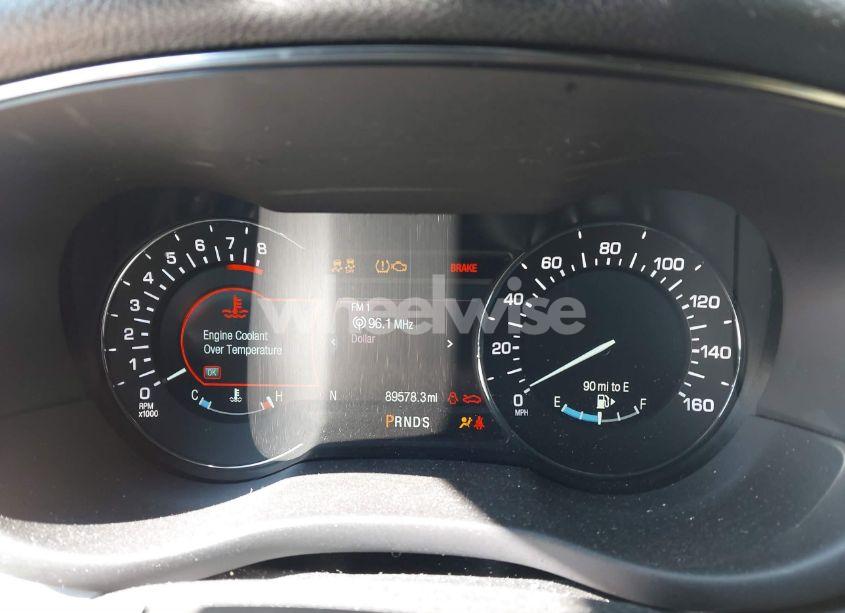 0 1 2 3 4 5 6 7 8
RPM
x1000
Engine Coolant
Over Temperature
OK
C H
BRAKE
FM 1
96.1 MHz
Dollar
< >
N 89578.3 mi
PRNDS
0 20 40 60 80 100 120 140 160
MPH
90 mi to E
E F
wheelwise